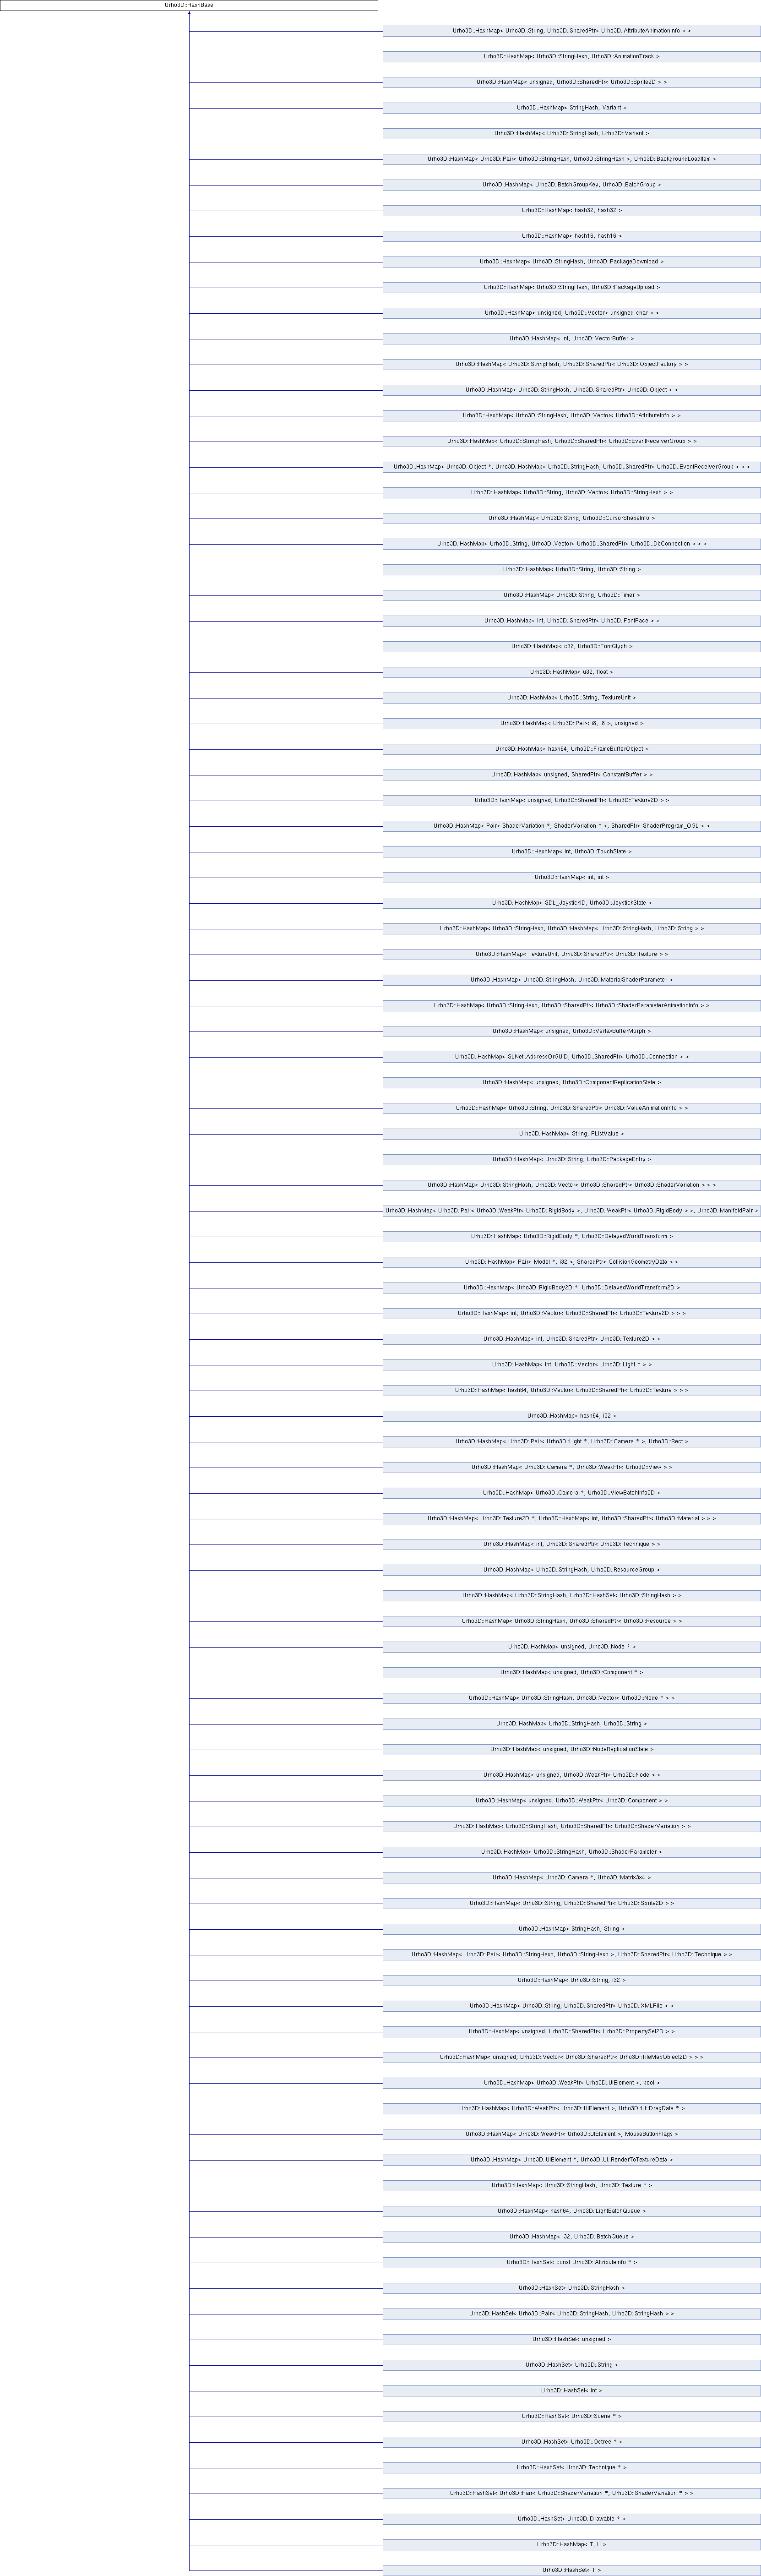 Urho3D::HashBase
Urho3D::HashMap< Urho3D::String, Urho3D::SharedPtr< Urho3D::AttributeAnimationInfo > >
Urho3D::HashMap< Urho3D::StringHash, Urho3D::AnimationTrack >
Urho3D::HashMap< unsigned, Urho3D::SharedPtr< Urho3D::Sprite2D > >
Urho3D::HashMap< StringHash, Variant >
Urho3D::HashMap< Urho3D::StringHash, Urho3D::Variant >
Urho3D::HashMap< Urho3D::Pair< Urho3D::StringHash, Urho3D::StringHash >, Urho3D::BackgroundLoadItem >
Urho3D::HashMap< Urho3D::BatchGroupKey, Urho3D::BatchGroup >
Urho3D::HashMap< hash32, hash32 >
Urho3D::HashMap< hash16, hash16 >
Urho3D::HashMap< Urho3D::StringHash, Urho3D::PackageDownload >
Urho3D::HashMap< Urho3D::StringHash, Urho3D::PackageUpload >
Urho3D::HashMap< unsigned, Urho3D::Vector< unsigned char > >
Urho3D::HashMap< int, Urho3D::VectorBuffer >
Urho3D::HashMap< Urho3D::StringHash, Urho3D::SharedPtr< Urho3D::ObjectFactory > >
Urho3D::HashMap< Urho3D::StringHash, Urho3D::SharedPtr< Urho3D::Object > >
Urho3D::HashMap< Urho3D::StringHash, Urho3D::Vector< Urho3D::AttributeInfo > >
Urho3D::HashMap< Urho3D::StringHash, Urho3D::SharedPtr< Urho3D::EventReceiverGroup > >
Urho3D::HashMap< Urho3D::Object *, Urho3D::HashMap< Urho3D::StringHash, Urho3D::SharedPtr< Urho3D::EventReceiverGroup > > >
Urho3D::HashMap< Urho3D::String, Urho3D::Vector< Urho3D::StringHash > >
Urho3D::HashMap< Urho3D::String, Urho3D::CursorShapeInfo >
Urho3D::HashMap< Urho3D::String, Urho3D::Vector< Urho3D::SharedPtr< Urho3D::DbConnection > > >
Urho3D::HashMap< Urho3D::String, Urho3D::String >
Urho3D::HashMap< Urho3D::String, Urho3D::Timer >
Urho3D::HashMap< int, Urho3D::SharedPtr< Urho3D::FontFace > >
Urho3D::HashMap< c32, Urho3D::FontGlyph >
Urho3D::HashMap< u32, float >
Urho3D::HashMap< Urho3D::String, TextureUnit >
Urho3D::HashMap< Urho3D::Pair< i8, i8 >, unsigned >
Urho3D::HashMap< hash64, Urho3D::FrameBufferObject >
Urho3D::HashMap< unsigned, SharedPtr< ConstantBuffer > >
Urho3D::HashMap< unsigned, Urho3D::SharedPtr< Urho3D::Texture2D > >
Urho3D::HashMap< Pair< ShaderVariation *, ShaderVariation * >, SharedPtr< ShaderProgram_OGL > >
Urho3D::HashMap< int, Urho3D::TouchState >
Urho3D::HashMap< int, int >
Urho3D::HashMap< SDL_JoystickID, Urho3D::JoystickState >
Urho3D::HashMap< Urho3D::StringHash, Urho3D::HashMap< Urho3D::StringHash, Urho3D::String > >
Urho3D::HashMap< TextureUnit, Urho3D::SharedPtr< Urho3D::Texture > >
Urho3D::HashMap< Urho3D::StringHash, Urho3D::MaterialShaderParameter >
Urho3D::HashMap< Urho3D::StringHash, Urho3D::SharedPtr< Urho3D::ShaderParameterAnimationInfo > >
Urho3D::HashMap< unsigned, Urho3D::VertexBufferMorph >
Urho3D::HashMap< SLNet::AddressOrGUID, Urho3D::SharedPtr< Urho3D::Connection > >
Urho3D::HashMap< unsigned, Urho3D::ComponentReplicationState >
Urho3D::HashMap< Urho3D::String, Urho3D::SharedPtr< Urho3D::ValueAnimationInfo > >
Urho3D::HashMap< String, PListValue >
Urho3D::HashMap< Urho3D::String, Urho3D::PackageEntry >
Urho3D::HashMap< Urho3D::StringHash, Urho3D::Vector< Urho3D::SharedPtr< Urho3D::ShaderVariation > > >
Urho3D::HashMap< Urho3D::Pair< Urho3D::WeakPtr< Urho3D::RigidBody >, Urho3D::WeakPtr< Urho3D::RigidBody > >, Urho3D::ManifoldPair >
Urho3D::HashMap< Urho3D::RigidBody *, Urho3D::DelayedWorldTransform >
Urho3D::HashMap< Pair< Model *, i32 >, SharedPtr< CollisionGeometryData > >
Urho3D::HashMap< Urho3D::RigidBody2D *, Urho3D::DelayedWorldTransform2D >
Urho3D::HashMap< int, Urho3D::Vector< Urho3D::SharedPtr< Urho3D::Texture2D > > >
Urho3D::HashMap< int, Urho3D::SharedPtr< Urho3D::Texture2D > >
Urho3D::HashMap< int, Urho3D::Vector< Urho3D::Light * > >
Urho3D::HashMap< hash64, Urho3D::Vector< Urho3D::SharedPtr< Urho3D::Texture > > >
Urho3D::HashMap< hash64, i32 >
Urho3D::HashMap< Urho3D::Pair< Urho3D::Light *, Urho3D::Camera * >, Urho3D::Rect >
Urho3D::HashMap< Urho3D::Camera *, Urho3D::WeakPtr< Urho3D::View > >
Urho3D::HashMap< Urho3D::Camera *, Urho3D::ViewBatchInfo2D >
Urho3D::HashMap< Urho3D::Texture2D *, Urho3D::HashMap< int, Urho3D::SharedPtr< Urho3D::Material > > >
Urho3D::HashMap< int, Urho3D::SharedPtr< Urho3D::Technique > >
Urho3D::HashMap< Urho3D::StringHash, Urho3D::ResourceGroup >
Urho3D::HashMap< Urho3D::StringHash, Urho3D::HashSet< Urho3D::StringHash > >
Urho3D::HashMap< Urho3D::StringHash, Urho3D::SharedPtr< Urho3D::Resource > >
Urho3D::HashMap< unsigned, Urho3D::Node * >
Urho3D::HashMap< unsigned, Urho3D::Component * >
Urho3D::HashMap< Urho3D::StringHash, Urho3D::Vector< Urho3D::Node * > >
Urho3D::HashMap< Urho3D::StringHash, Urho3D::String >
Urho3D::HashMap< unsigned, Urho3D::NodeReplicationState >
Urho3D::HashMap< unsigned, Urho3D::WeakPtr< Urho3D::Node > >
Urho3D::HashMap< unsigned, Urho3D::WeakPtr< Urho3D::Component > >
Urho3D::HashMap< Urho3D::StringHash, Urho3D::SharedPtr< Urho3D::ShaderVariation > >
Urho3D::HashMap< Urho3D::StringHash, Urho3D::ShaderParameter >
Urho3D::HashMap< Urho3D::Camera *, Urho3D::Matrix3x4 >
Urho3D::HashMap< Urho3D::String, Urho3D::SharedPtr< Urho3D::Sprite2D > >
Urho3D::HashMap< StringHash, String >
Urho3D::HashMap< Urho3D::Pair< Urho3D::StringHash, Urho3D::StringHash >, Urho3D::SharedPtr< Urho3D::Technique > >
Urho3D::HashMap< Urho3D::String, i32 >
Urho3D::HashMap< Urho3D::String, Urho3D::SharedPtr< Urho3D::XMLFile > >
Urho3D::HashMap< unsigned, Urho3D::SharedPtr< Urho3D::PropertySet2D > >
Urho3D::HashMap< unsigned, Urho3D::Vector< Urho3D::SharedPtr< Urho3D::TileMapObject2D > > >
Urho3D::HashMap< Urho3D::WeakPtr< Urho3D::UIElement >, bool >
Urho3D::HashMap< Urho3D::WeakPtr< Urho3D::UIElement >, Urho3D::UI::DragData * >
Urho3D::HashMap< Urho3D::WeakPtr< Urho3D::UIElement >, MouseButtonFlags >
Urho3D::HashMap< Urho3D::UIElement *, Urho3D::UI::RenderToTextureData >
Urho3D::HashMap< Urho3D::StringHash, Urho3D::Texture * >
Urho3D::HashMap< hash64, Urho3D::LightBatchQueue >
Urho3D::HashMap< i32, Urho3D::BatchQueue >
Urho3D::HashSet< const Urho3D::AttributeInfo * >
Urho3D::HashSet< Urho3D::StringHash >
Urho3D::HashSet< Urho3D::Pair< Urho3D::StringHash, Urho3D::StringHash > >
Urho3D::HashSet< unsigned >
Urho3D::HashSet< Urho3D::String >
Urho3D::HashSet< int >
Urho3D::HashSet< Urho3D::Scene * >
Urho3D::HashSet< Urho3D::Octree * >
Urho3D::HashSet< Urho3D::Technique * >
Urho3D::HashSet< Urho3D::Pair< Urho3D::ShaderVariation *, Urho3D::ShaderVariation * > >
Urho3D::HashSet< Urho3D::Drawable * >
Urho3D::HashMap< T, U >
Urho3D::HashSet< T >